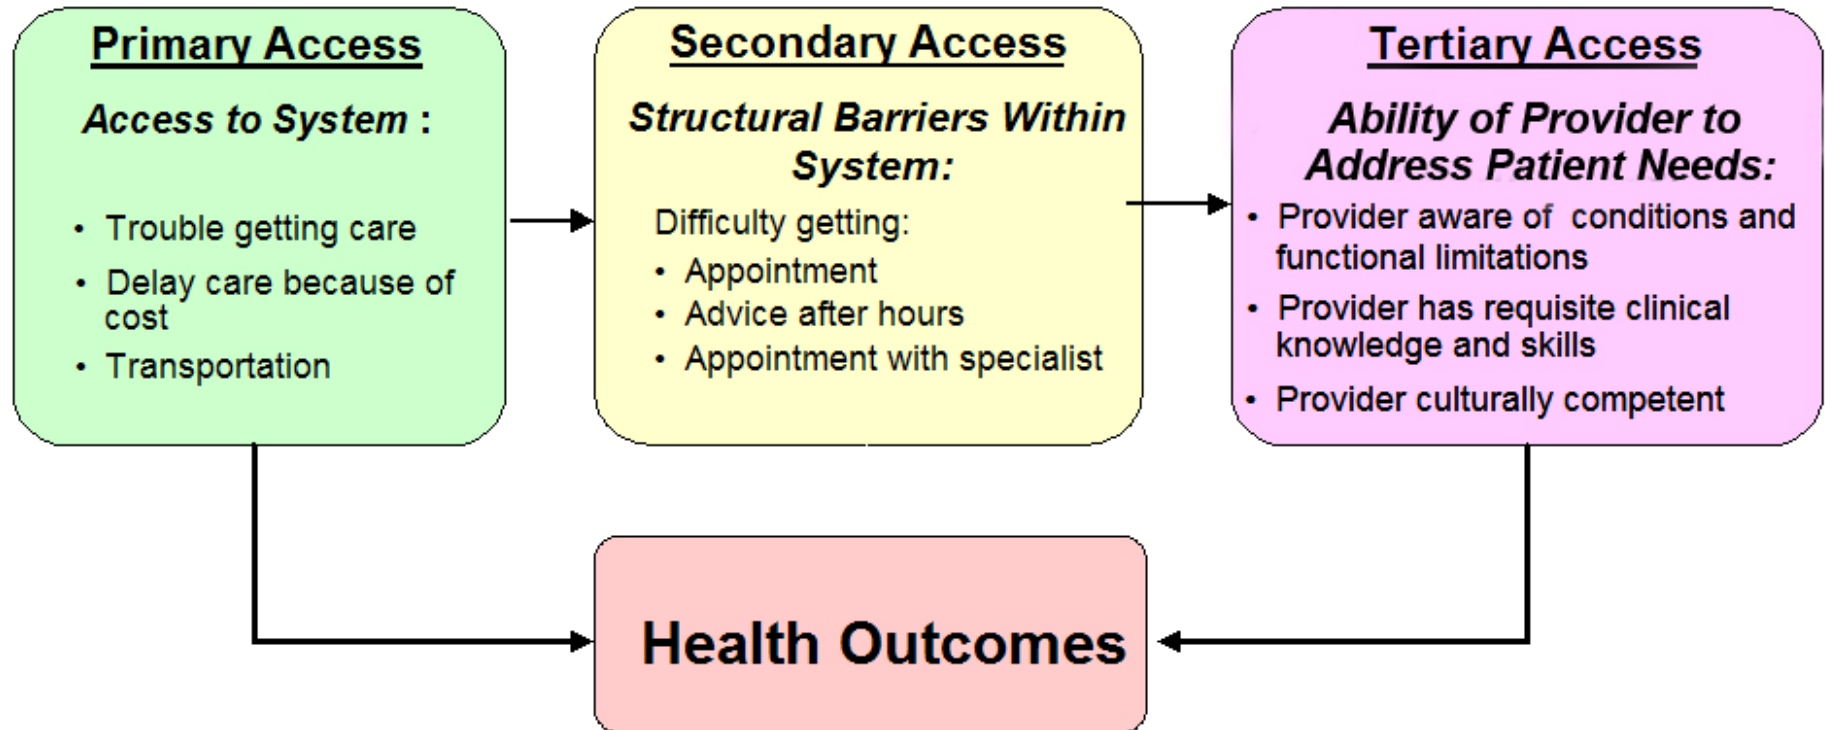 Primary Access
Access to System :
• Trouble getting care
• Delay care because of
cost
• Transportation
Secondary Access
Structural Barriers Within
System:
Difficulty getting:
• Appointment
• Advice after hours
• Appointment with specialist
Tertiary Access
Ability of Provider to
Address Patient Needs:
• Provider aware of conditions and
functional limitations
• Provider has requisite clinical
knowledge and skills
• Provider culturally competent
Health Outcomes